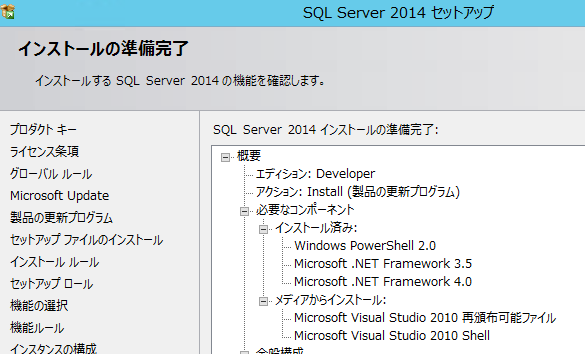 SQL Server 2014 セットアップ
インストールの準備完了
インストールする SQL Server 2014 の機能を確認します。
プロダクト キー
ライセンス条項
グローバル ルール
Microsoft Update
製品の更新プログラム
セットアップ ファイルのインストール
インストール ルール
セットアップ ロール
機能の選択
機能ルール
インスタンスの構成
SQL Server 2014 インストールの準備完了:
概要
エディション: Developer
アクション: Install (製品の更新プログラム)
必要なコンポーネント
インストール済み:
Windows PowerShell 2.0
Microsoft .NET Framework 3.5
Microsoft .NET Framework 4.0
メディアからインストール:
Microsoft Visual Studio 2010 再頒布可能ファイル
Microsoft Visual Studio 2010 Shell
全般構成